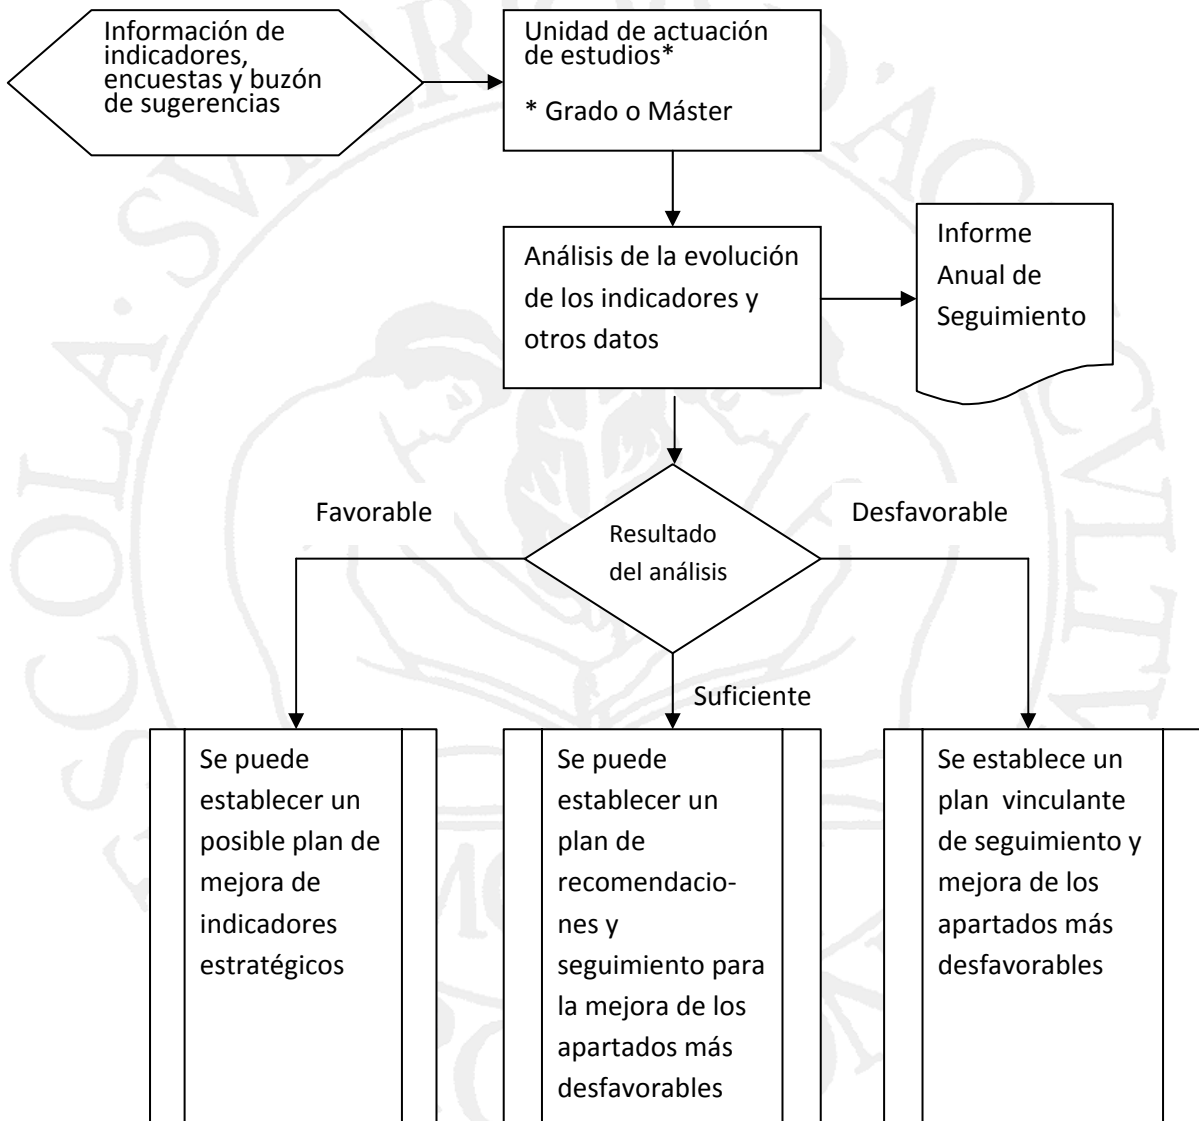 Información de
indicadores,
encuestas y buzón
de sugerencias
Unidad de actuación
de estudios*
* Grado o Máster
Análisis de la evolución
de los indicadores y
otros datos
Informe
Anual de
Seguimiento
Favorable
Resultado
del análisis
Desfavorable
Suficiente
Se puede
establecer un
posible plan de
mejora de
indicadores
estratégicos
Se puede
establecer un
plan de
recomendacio-
nes y
seguimiento para
la mejora de los
apartados más
desfavorables
Se establece un
plan  vinculante
de seguimiento y
mejora de los
apartados más
desfavorables